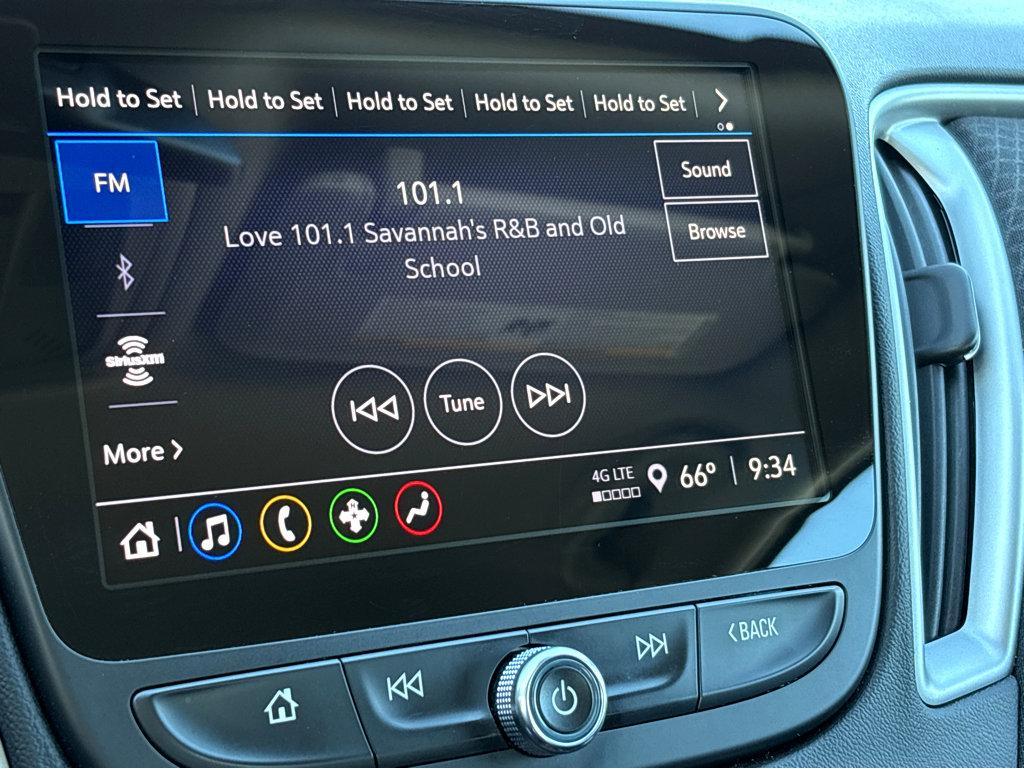 Hold to Set Hold to Set Hold to Set Hold to Set Hold to Set
FM
101.1
Love 101.1 Savannah's R&B and Old
School
Sound
Browse
SiriusXM
Tune
More
4G LTE
66° 9:34
BACK